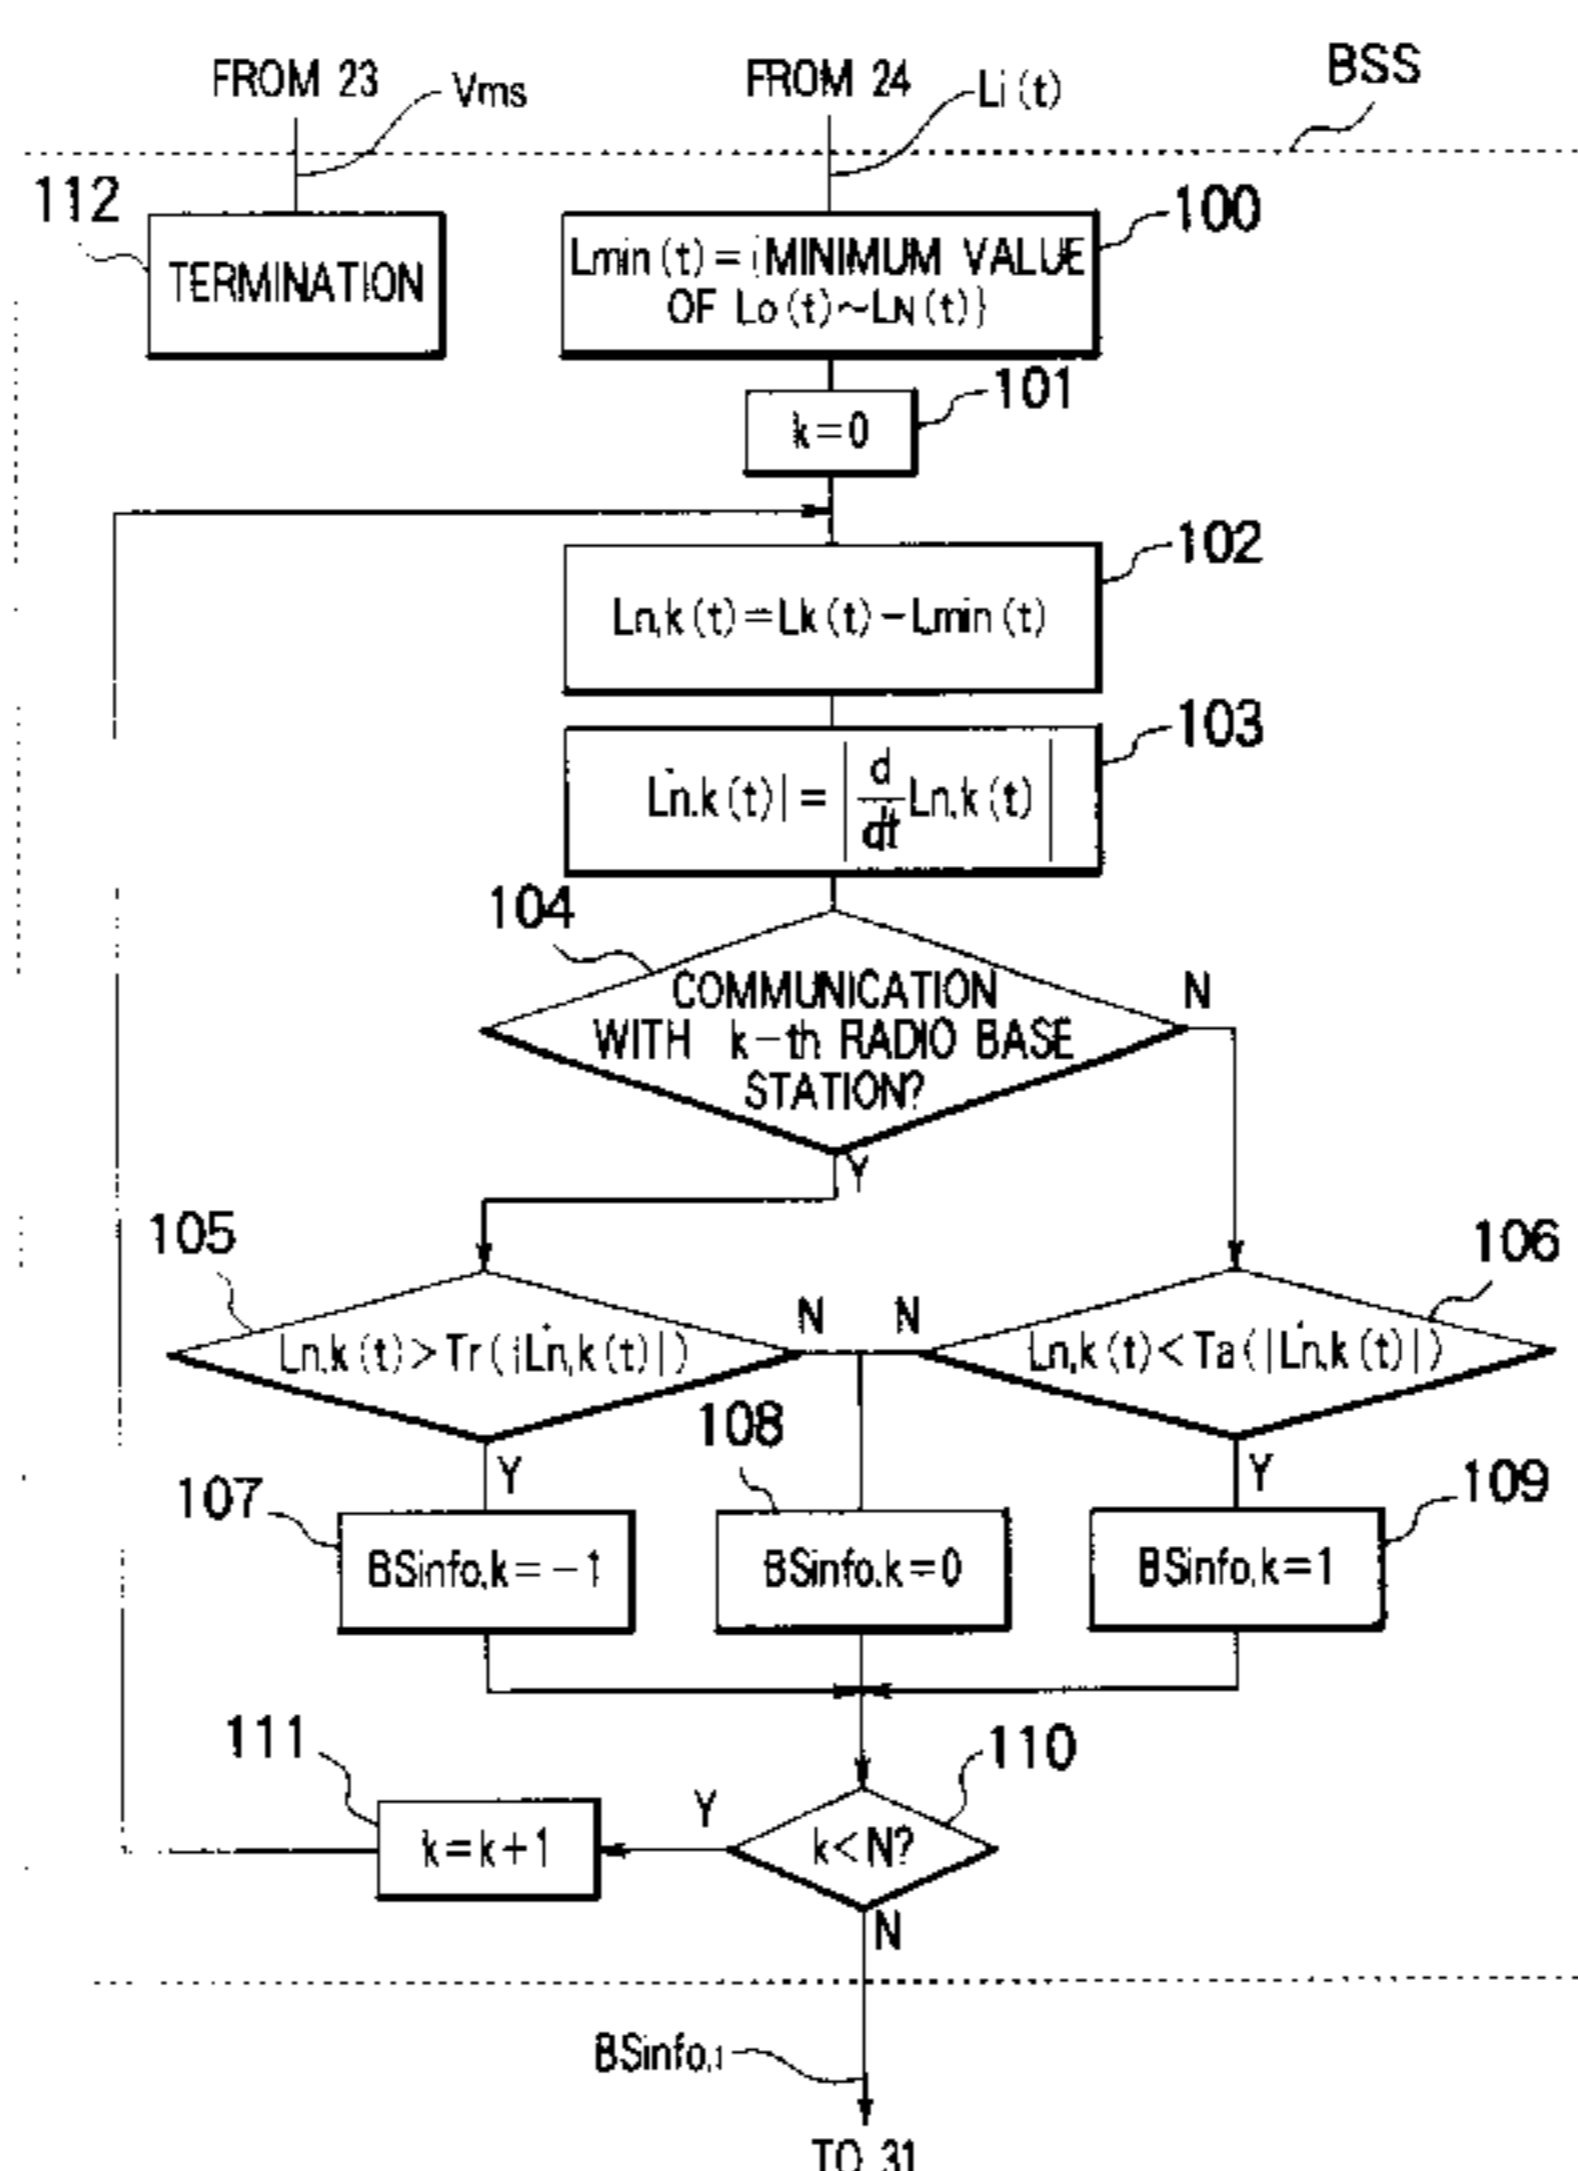 FROM 23
Vms
FROM 24
Li(t)
BSS
112
TERMINATION
100
Lmin(t)={MINIMUM VALUE
OF Lo(t)~LN(t)}
101
k=0
102
Ln,k(t)=Lk(t)-Lmin(t)
103
L̇n.k(t)|=|d/dt Ln,k(t)|
104
COMMUNICATION
WITH k-th RADIO BASE
STATION?
N
Y
105
Ln,k(t)>Tr(|L̇n,k(t)|)
N
N
106
Ln,k(t)<Ta(|L̇n,k(t)|)
108
Y
Y
107
BSinfo,k=-1
BSinfo,k=0
109
BSinfo,k=1
111
k=k+1
Y
110
k<N?
N
BSinfo,i
TO 31